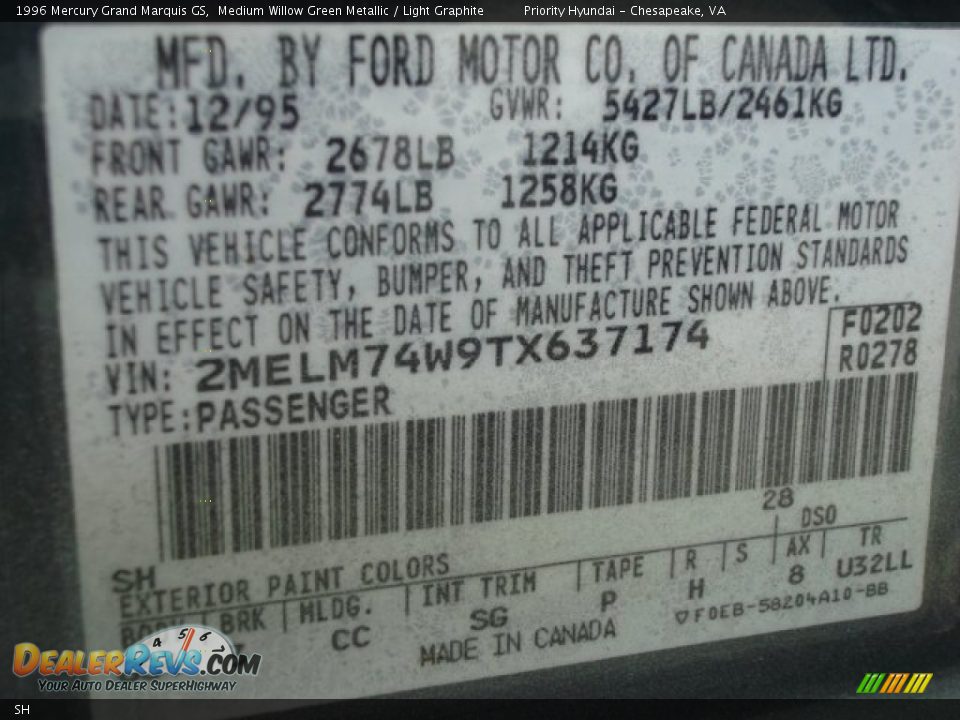 1996 Mercury Grand Marquis GS,  Medium Willow Green Metallic / Light Graphite  Priority Hyundai - Chesapeake, VA
MFD. BY FORD MOTOR CO. OF CANADA LTD.
DATE: 12/95 GVWR: 5427LB/2461KG
FRONT GAWR: 2678LB 1214KG
REAR GAWR: 2774LB 1258KG
THIS VEHICLE CONFORMS TO ALL APPLICABLE FEDERAL MOTOR
VEHICLE SAFETY, BUMPER, AND THEFT PREVENTION STANDARDS
IN EFFECT ON THE DATE OF MANUFACTURE SHOWN ABOVE.
VIN: 2MELM74W9TX637174 F0202
TYPE: PASSENGER R0278
28
SH DSO
EXTERIOR PAINT COLORS
BRK MLDG. INT TRIM TAPE R S AX TR
CC SG P H 8 U32LL
MADE IN CANADA ▽F0EB-58204A10-BB
4 5 6
DEALERREVS.COM
YOUR AUTO DEALER SUPERHIGHWAY
SH